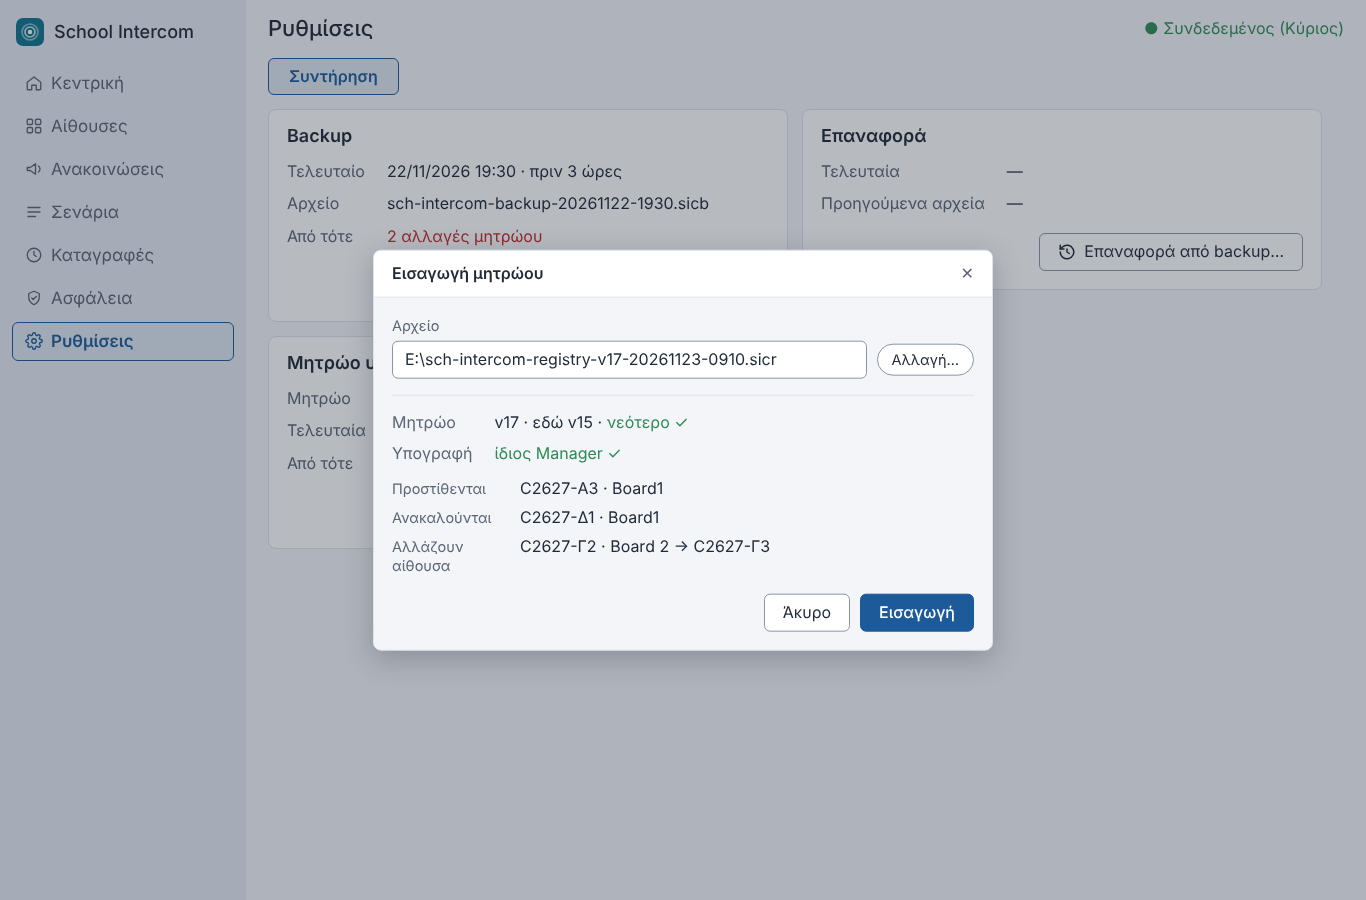 School Intercom
Κεντρική
Αίθουσες
Ανακοινώσεις
Σενάρια
Καταγραφές
Ασφάλεια
Ρυθμίσεις
Ρυθμίσεις
Συνδεδεμένος (Κύριος)
Συντήρηση
Backup
Τελευταίο 22/11/2026 19:30 · πριν 3 ώρες
Αρχείο sch-intercom-backup-20261122-1930.sicb
Από τότε 2 αλλαγές μητρώου
Επαναφορά
Τελευταία —
Προηγούμενα αρχεία —
Επαναφορά από backup...
Μητρώο
Μητρώο
Τελευταία
Από τότε
Εισαγωγή μητρώου
×
Αρχείο
E:\sch-intercom-registry-v17-20261123-0910.sicr
Αλλαγή...
Μητρώο v17 · εδώ v15 · νεότερο ✓
Υπογραφή ίδιος Manager ✓
Προστίθενται C2627-A3 · Board1
Ανακαλούνται C2627-Δ1 · Board1
Αλλάζουν αίθουσα C2627-Γ2 · Board 2 → C2627-Γ3
Άκυρο
Εισαγωγή